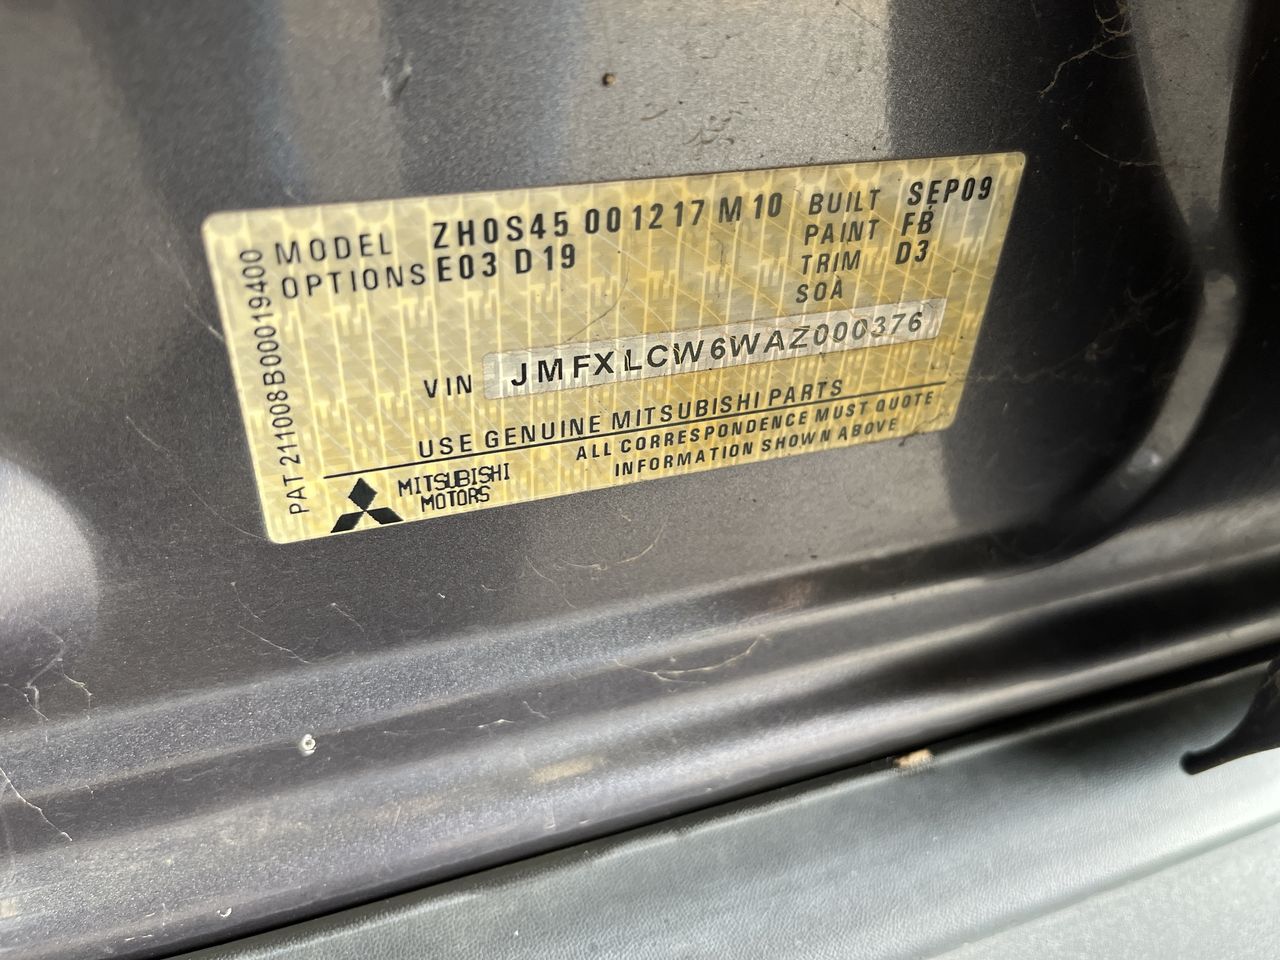 MODEL ZH0S45 001217 M10 BUILT SEP09
OPTIONS E03 D19 PAINT FB
TRIM D3
SOA
VIN JMFXLCW6WAZ000376
USE GENUINE MITSUBISHI PARTS
ALL CORRESPONDENCE MUST QUOTE
INFORMATION SHOWN ABOVE
MITSUBISHI
MOTORS
PAT 211008B00019400